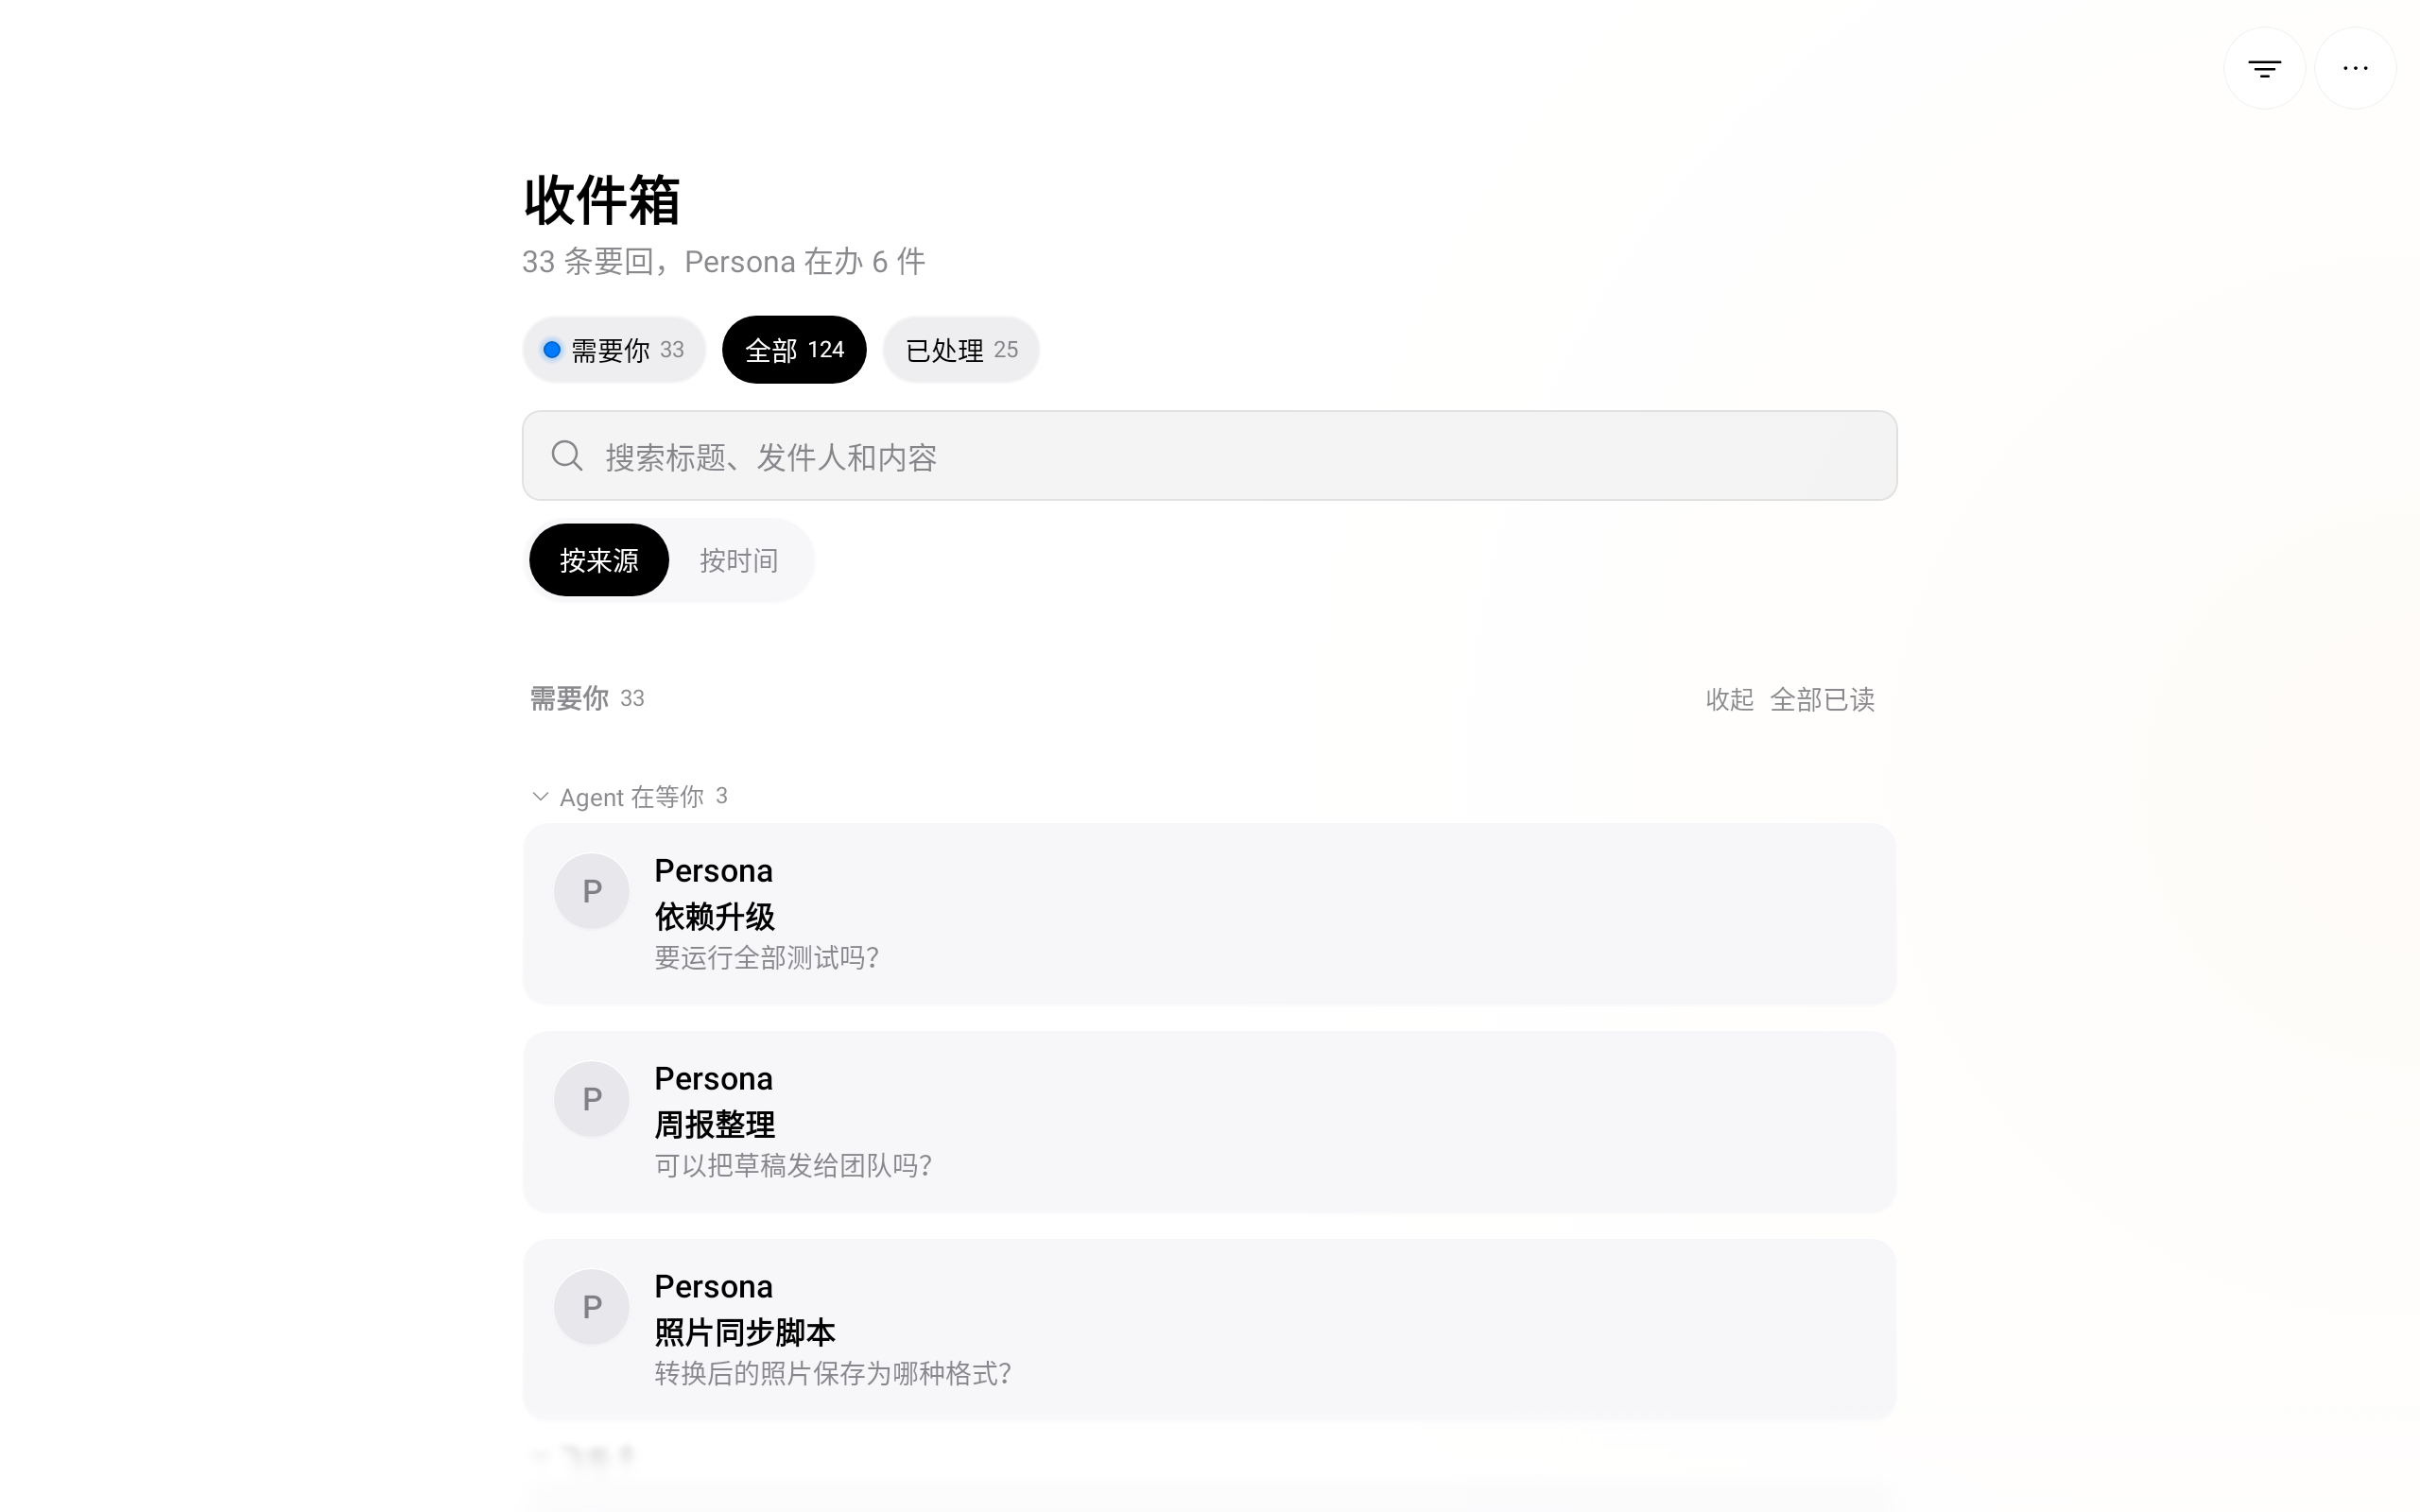 收件箱
33 条要回，Persona 在办 6 件
需要你 33 全部 124 已处理 25
搜索标题、发件人和内容
按来源 按时间
需要你 33 收起 全部已读
Agent 在等你 3
P Persona
依赖升级
要运行全部测试吗？
P Persona
周报整理
可以把草稿发给团队吗？
P Persona
照片同步脚本
转换后的照片保存为哪种格式？